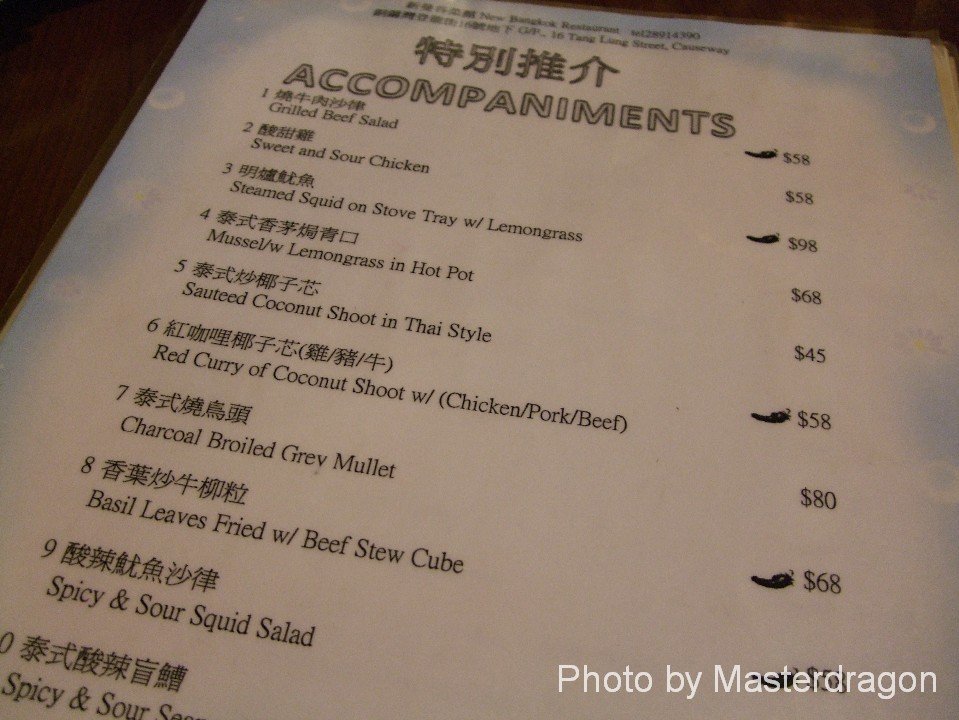 New Bangkok Restaurant tel28914390
16號地下 G/F., 16 Tang Lung Street, Causeway
特別推介
ACCOMPANIMENTS
1 燒牛肉沙律
Grilled Beef Salad $58
2 酸甜雞
Sweet and Sour Chicken $58
3 明爐魷魚
Steamed Squid on Stove Tray w/ Lemongrass $98
4 泰式香茅焗青口
Mussel/w Lemongrass in Hot Pot $68
5 泰式炒椰子芯
Sauteed Coconut Shoot in Thai Style $45
6 紅咖哩椰子芯(雞/豬/牛)
Red Curry of Coconut Shoot w/ (Chicken/Pork/Beef) $58
7 泰式燒烏頭
Charcoal Broiled Grey Mullet $80
8 香葉炒牛柳粒
Basil Leaves Fried w/ Beef Stew Cube $68
9 酸辣魷魚沙律
Spicy & Sour Squid Salad $58
0 泰式酸辣盲鰽
Spicy & Sour
Photo by Masterdragon